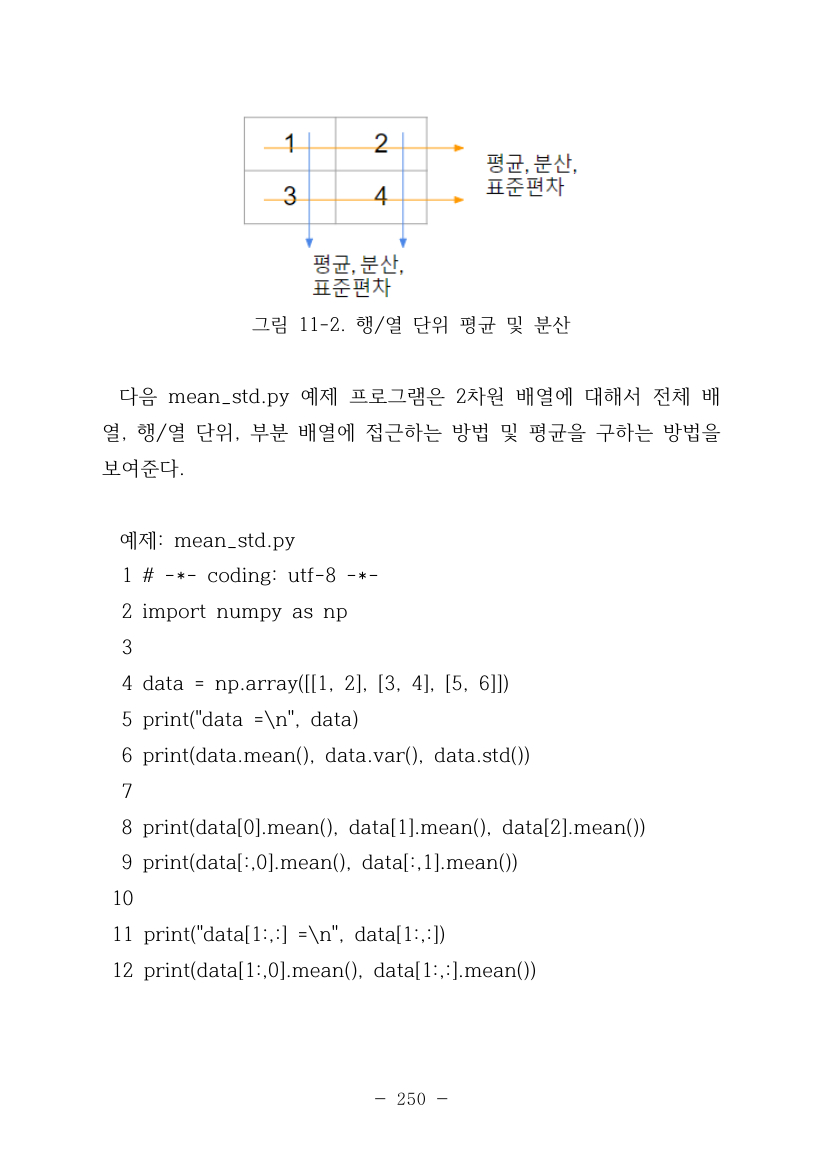 1 2
평균, 분산,
표준편차
3 4
평균, 분산,
표준편차
그림 11-2. 행/열 단위 평균 및 분산
다음 mean_std.py 예제 프로그램은 2차원 배열에 대해서 전체 배
열, 행/열 단위, 부분 배열에 접근하는 방법 및 평균을 구하는 방법을
보여준다.
예제: mean_std.py
1 # -*- coding: utf-8 -*-
2 import numpy as np
3
4 data = np.array([[1, 2], [3, 4], [5, 6]])
5 print("data =\n", data)
6 print(data.mean(), data.var(), data.std())
7
8 print(data[0].mean(), data[1].mean(), data[2].mean())
9 print(data[:,0].mean(), data[:,1].mean())
10
11 print("data[1:,:] =\n", data[1:,:])
12 print(data[1:,0].mean(), data[1:,:].mean())
- 250 -